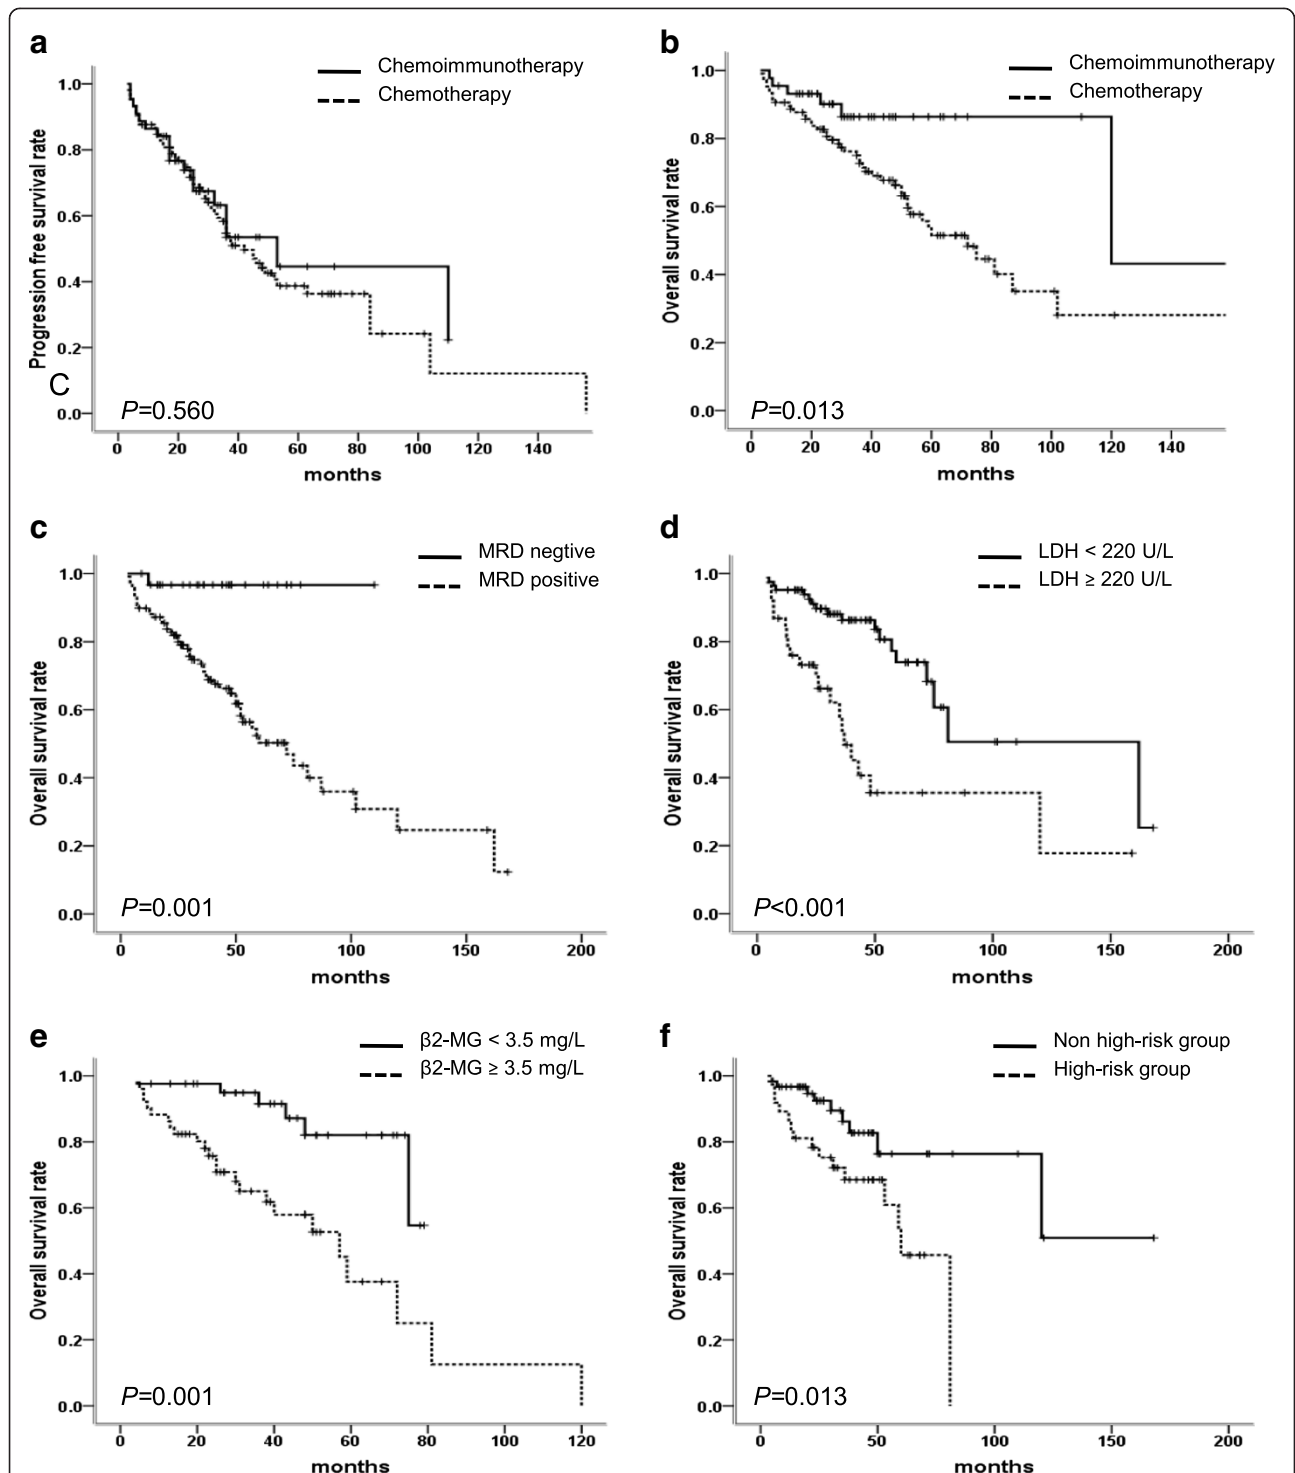 a
Chemoimmunotherapy
Chemotherapy
1.0
0.8
0.6
0.4
0.2
0.0
Progression free survival rate
C
P=0.560
0 20 40 60 80 100 120 140
months
b
Chemoimmunotherapy
Chemotherapy
1.0
0.8
0.6
0.4
0.2
0.0
Overall survival rate
P=0.013
0 20 40 60 80 100 120 140
months
c
MRD negtive
MRD positive
1.0
0.8
0.6
0.4
0.2
0.0
Overall survival rate
P=0.001
0 50 100 150 200
months
d
LDH < 220 U/L
LDH ≥ 220 U/L
1.0
0.8
0.6
0.4
0.2
0.0
Overall survival rate
P<0.001
0 50 100 150 200
months
e
β2-MG < 3.5 mg/L
β2-MG ≥ 3.5 mg/L
1.0
0.8
0.6
0.4
0.2
0.0
Overall survival rate
P=0.001
0 20 40 60 80 100 120
months
f
Non high-risk group
High-risk group
1.0
0.8
0.6
0.4
0.2
0.0
Overall survival rate
P=0.013
0 50 100 150 200
months